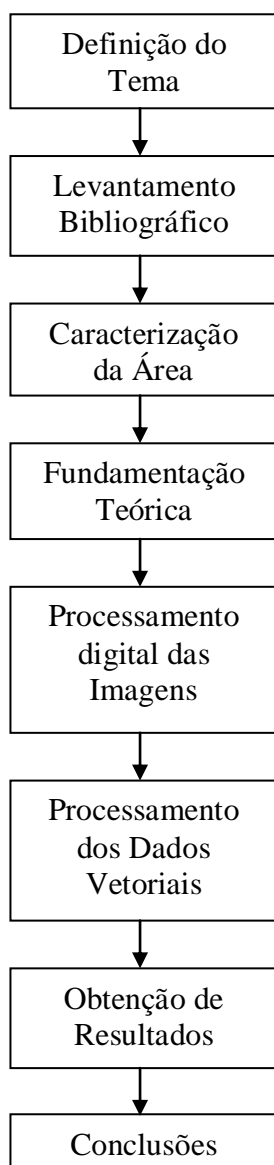 Definição do
Tema
Levantamento
Bibliográfico
Caracterização
da Área
Fundamentação
Teórica
Processamento
digital das
Imagens
Processamento
dos Dados
Vetoriais
Obtenção de
Resultados
Conclusões